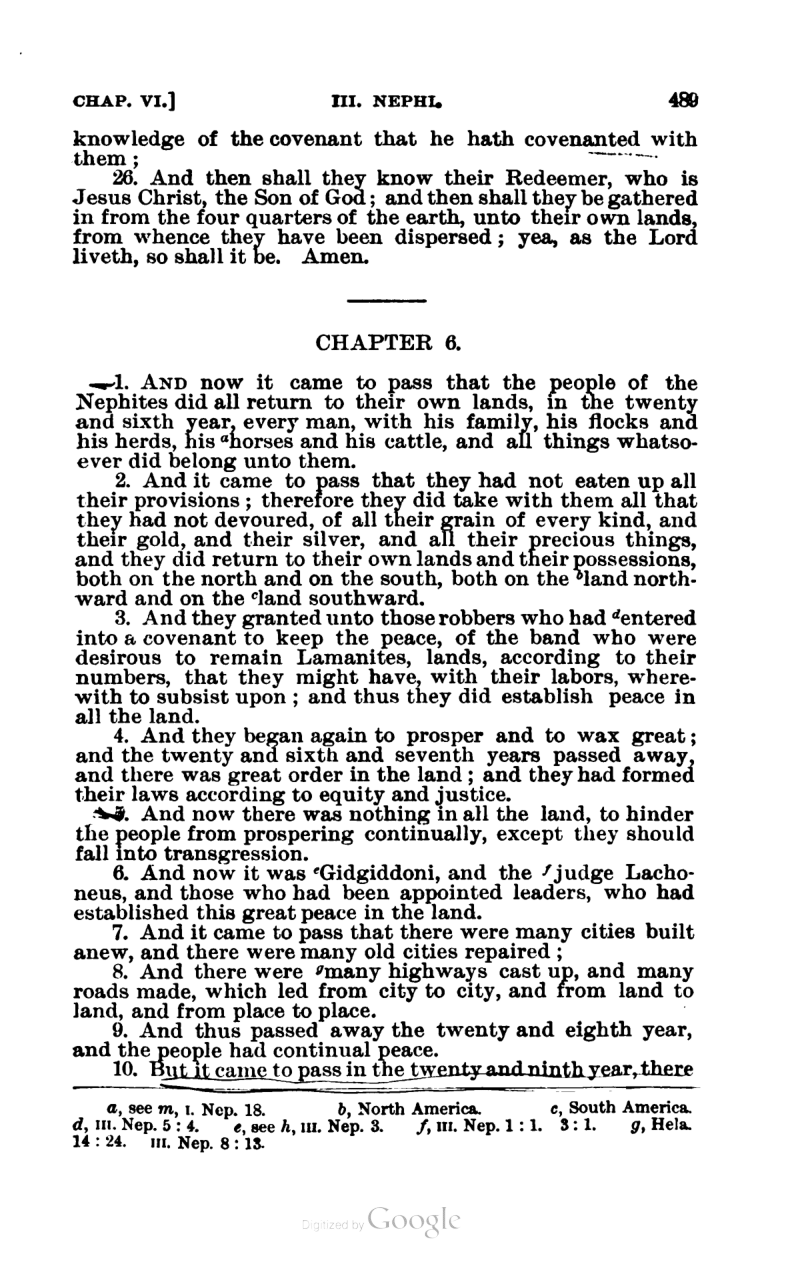 CHAP. VI.] III. NEPHI. 489
knowledge of the covenant that he hath covenanted with
them ;
26. And then shall they know their Redeemer, who is
Jesus Christ, the Son of God ; and then shall they be gathered
in from the four quarters of the earth, unto their own lands,
from whence they have been dispersed ; yea, as the Lord
liveth, so shall it be. Amen.
CHAPTER 6.
1. AND now it came to pass that the people of the
Nephites did all return to their own lands, in the twenty
and sixth year, every man, with his family, his flocks and
his herds, his ᵃhorses and his cattle, and all things whatso-
ever did belong unto them.
2. And it came to pass that they had not eaten up all
their provisions ; therefore they did take with them all that
they had not devoured, of all their grain of every kind, and
their gold, and their silver, and all their precious things,
and they did return to their own lands and their possessions,
both on the north and on the south, both on the ᵇland north-
ward and on the ᶜland southward.
3. And they granted unto those robbers who had ᵈentered
into a covenant to keep the peace, of the band who were
desirous to remain Lamanites, lands, according to their
numbers, that they might have, with their labors, where-
with to subsist upon ; and thus they did establish peace in
all the land.
4. And they began again to prosper and to wax great ;
and the twenty and sixth and seventh years passed away,
and there was great order in the land ; and they had formed
their laws according to equity and justice.
5. And now there was nothing in all the land, to hinder
the people from prospering continually, except they should
fall into transgression.
6. And now it was ᵉGidgiddoni, and the ᶠjudge Lacho-
neus, and those who had been appointed leaders, who had
established this great peace in the land.
7. And it came to pass that there were many cities built
anew, and there were many old cities repaired ;
8. And there were ᵍmany highways cast up, and many
roads made, which led from city to city, and from land to
land, and from place to place.
9. And thus passed away the twenty and eighth year,
and the people had continual peace.
10. But it came to pass in the twenty and ninth year, there
a, see m, I. Nep. 18. b, North America. c, South America.
d, III. Nep. 5 : 4. e, see h, III. Nep. 3. f, III. Nep. 1 : 1. 3 : 1. g, Hela.
14 : 24. III. Nep. 8 : 13.
Digitized by Google